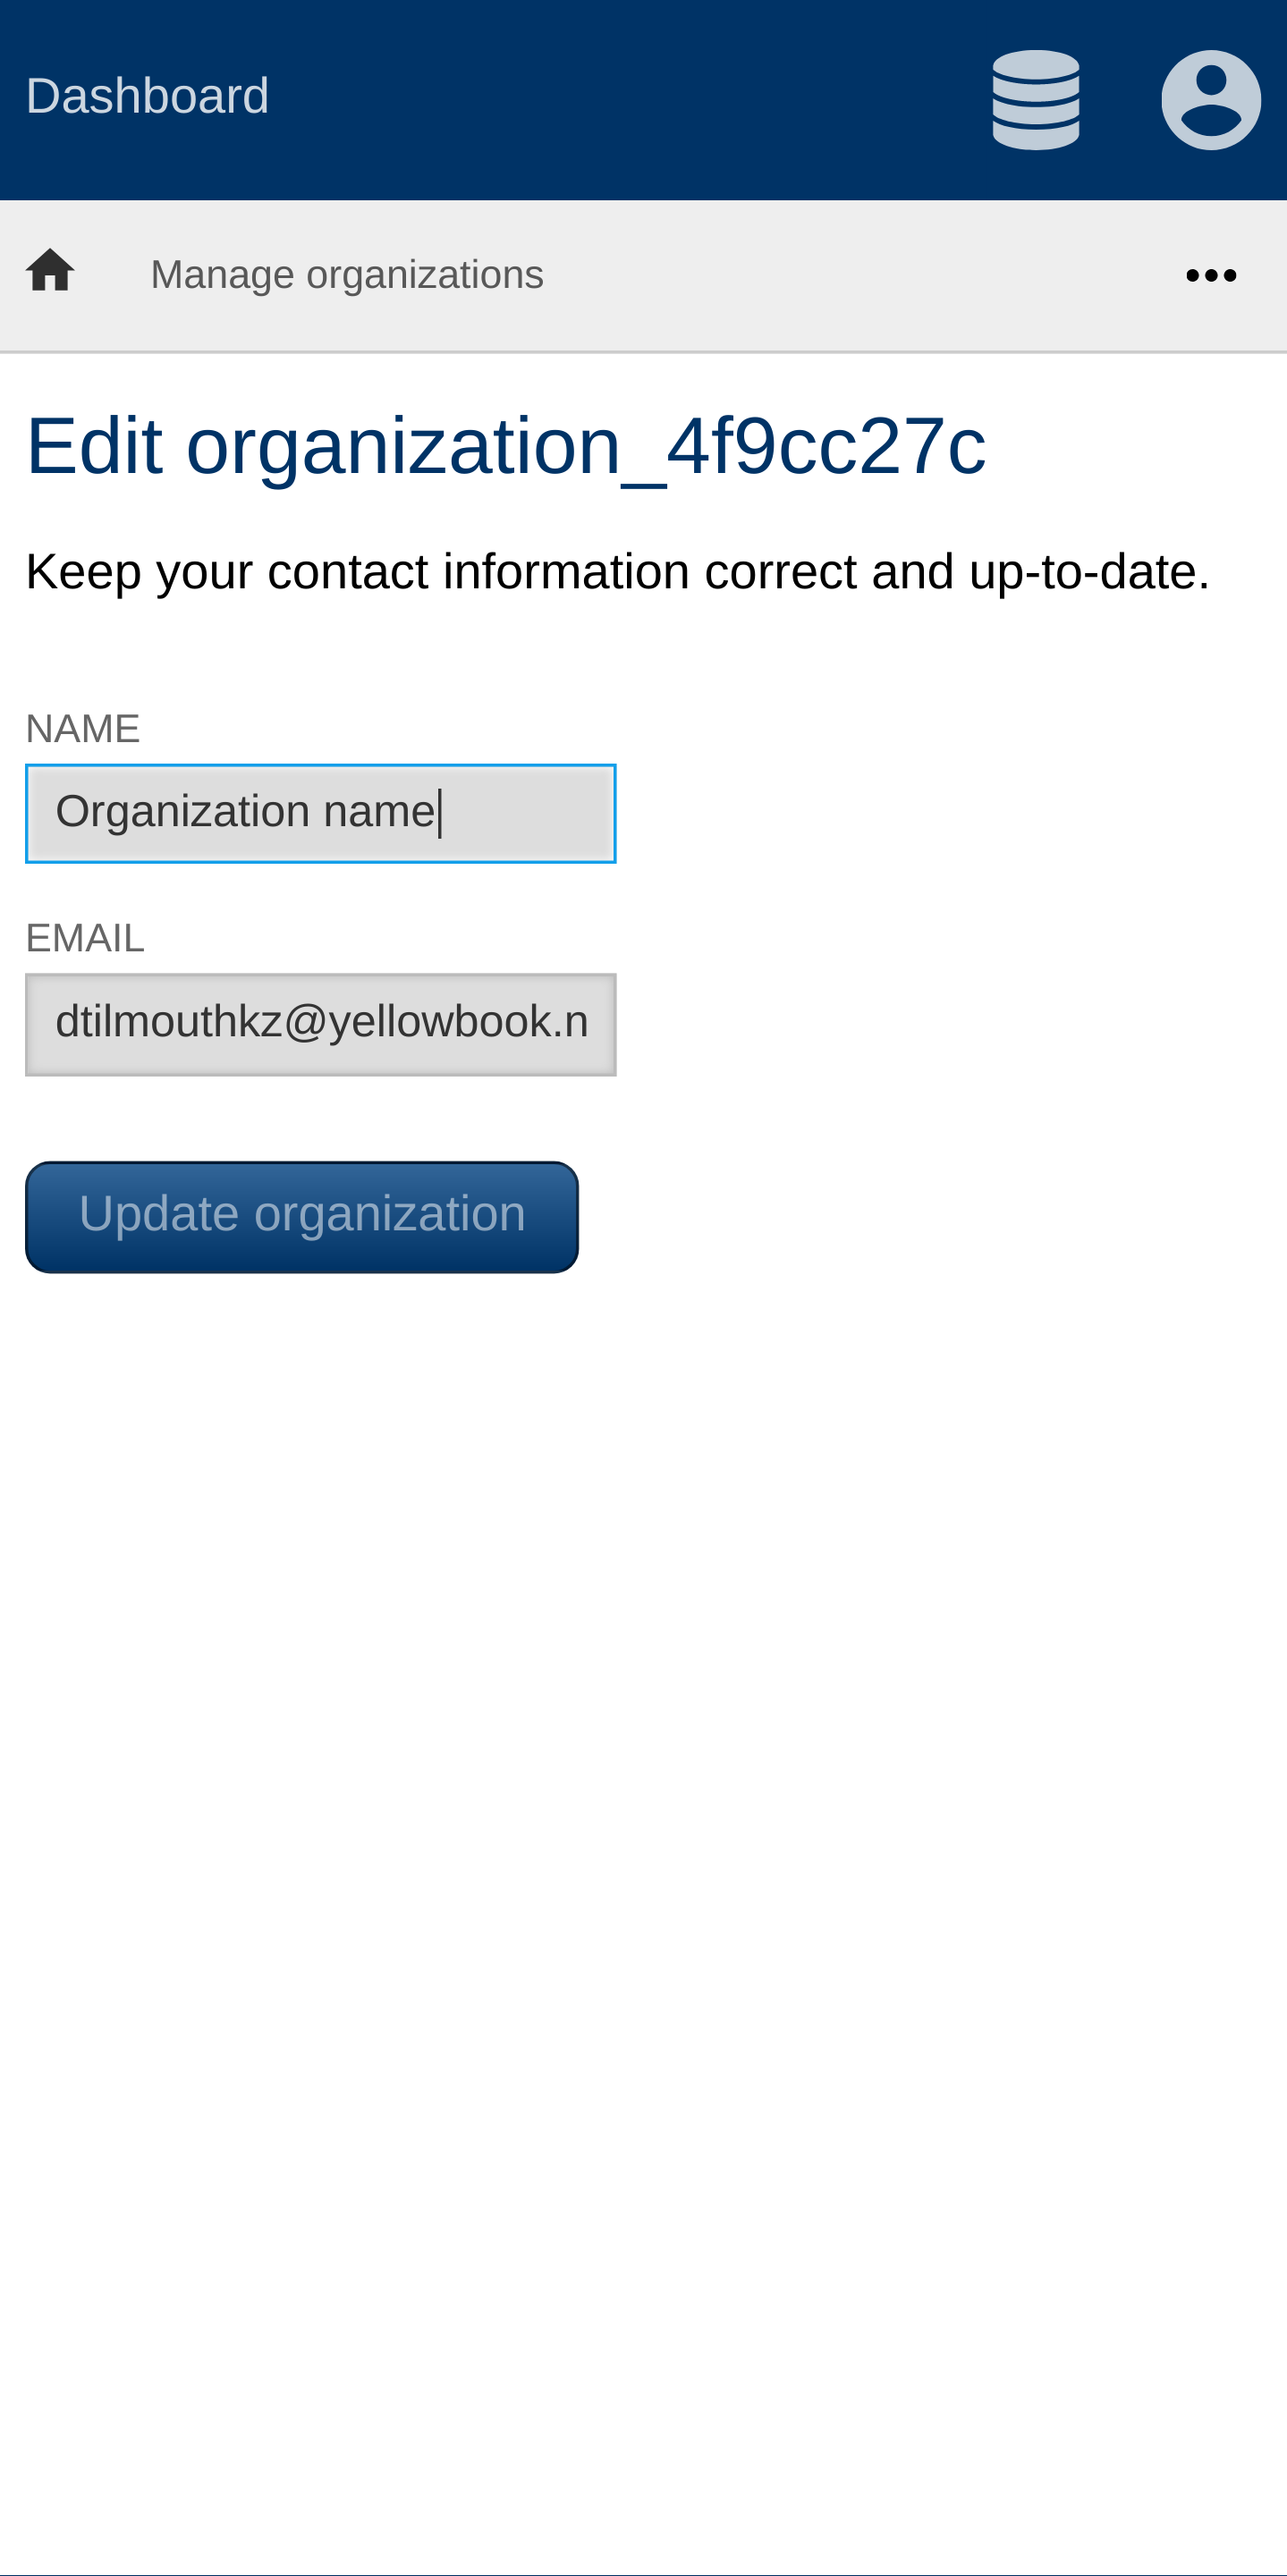 Dashboard
Manage organizations
Edit organization_4f9cc27c
Keep your contact information correct and up-to-date.
NAME
Organization name
EMAIL
dtilmouthkz@yellowbook.n
Update organization